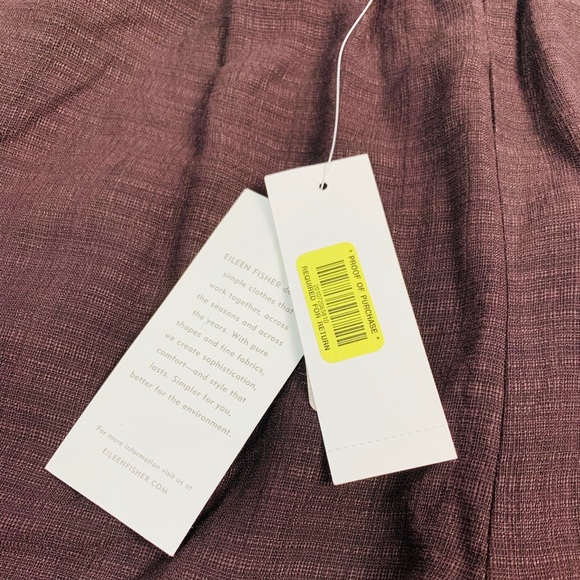 EILEEN FISHER
simple clothes that
work together, across
the seasons and across
the years. With pure
shapes and fine fabrics,
we create sophistication,
comfort—and style that
lasts. Simpler for you,
better for the environment.
For more information visit us at
EILEENFISHER.COM
* PROOF OF PURCHASE *
REQUIRED FOR RETURN